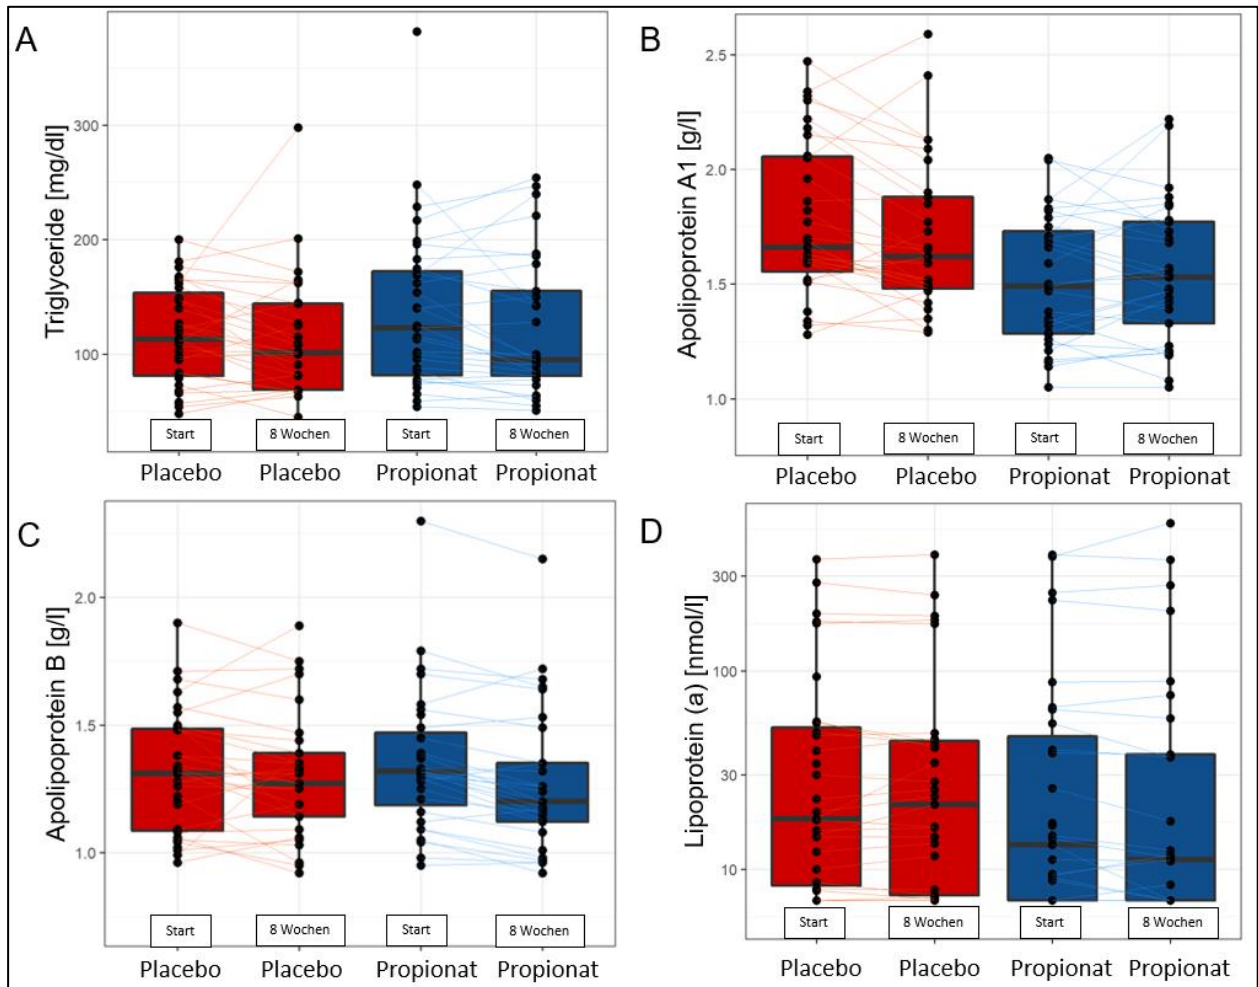 A
Triglyceride [mg/dl]
300
200
100
Start
8 Wochen
Start
8 Wochen
Placebo
Placebo
Propionat
Propionat
B
Apolipoprotein A1 [g/l]
2.5
2.0
1.5
1.0
Start
8 Wochen
Start
8 Wochen
Placebo
Placebo
Propionat
Propionat
C
Apolipoprotein B [g/l]
2.0
1.5
1.0
Start
8 Wochen
Start
8 Wochen
Placebo
Placebo
Propionat
Propionat
D
Lipoprotein (a) [nmol/l]
300
100
30
10
Start
8 Wochen
Start
8 Wochen
Placebo
Placebo
Propionat
Propionat